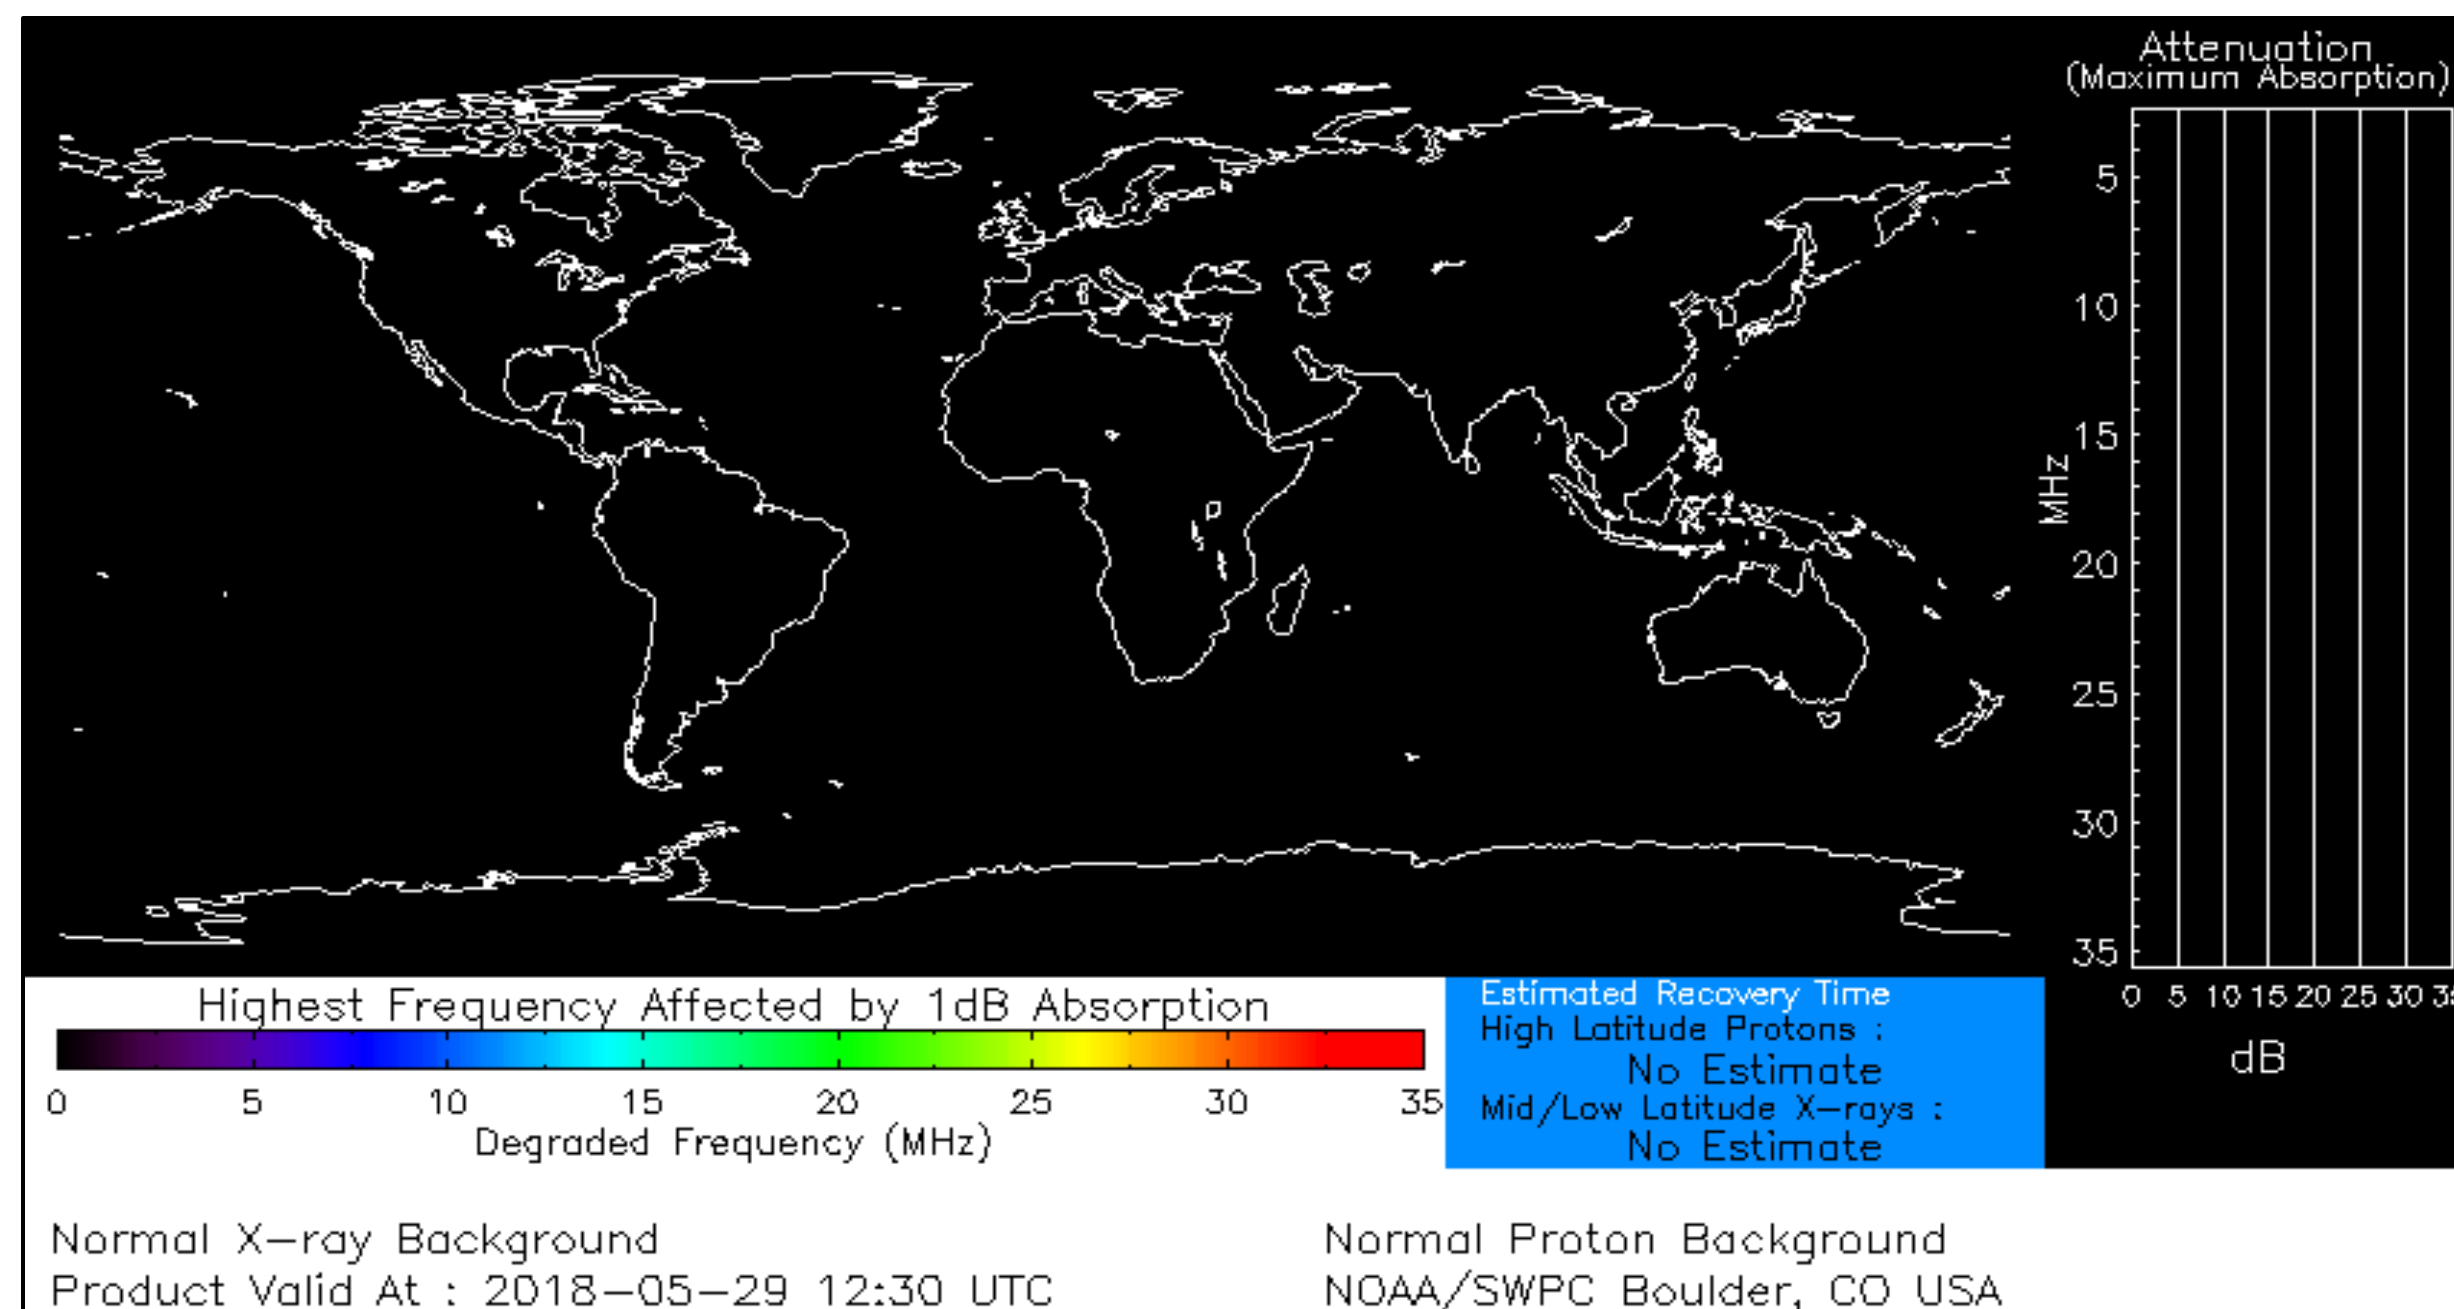 Attenuation
(Maximum Absorption)
5
10
15
20
25
30
35
MHz
0 5 10 15 20 25 30
dB
Highest Frequency Affected by 1dB Absorption
0 5 10 15 20 25 30 35
Degraded Frequency (MHz)
Estimated Recovery Time
High Latitude Protons :
No Estimate
Mid/Low Latitude X-rays :
No Estimate
Normal X-ray Background
Normal Proton Background
Product Valid At : 2018-05-29 12:30 UTC
NOAA/SWPC Boulder, CO USA